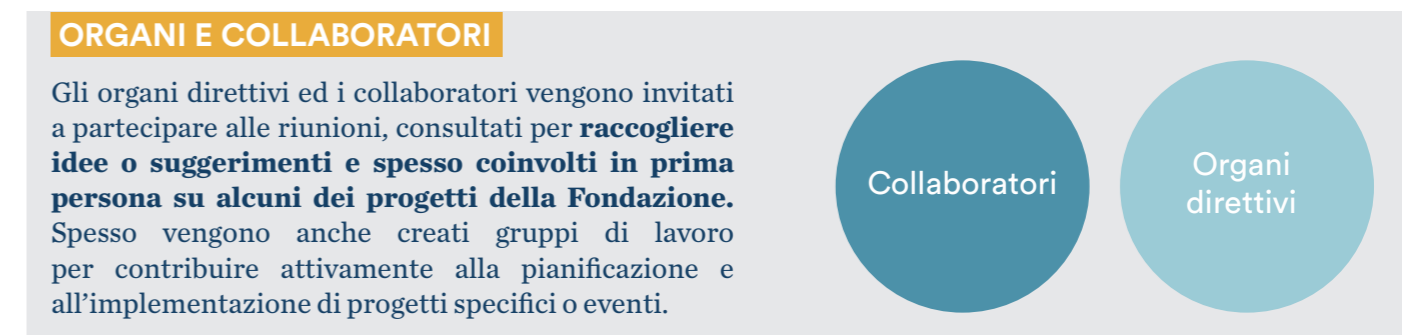 ORGANI E COLLABORATORI
Gli organi direttivi ed i collaboratori vengono invitati
a partecipare alle riunioni, consultati per raccogliere
idee o suggerimenti e spesso coinvolti in prima
persona su alcuni dei progetti della Fondazione.
Spesso vengono anche creati gruppi di lavoro
per contribuire attivamente alla pianificazione e
all’implementazione di progetti specifici o eventi.
Collaboratori
Organi
direttivi